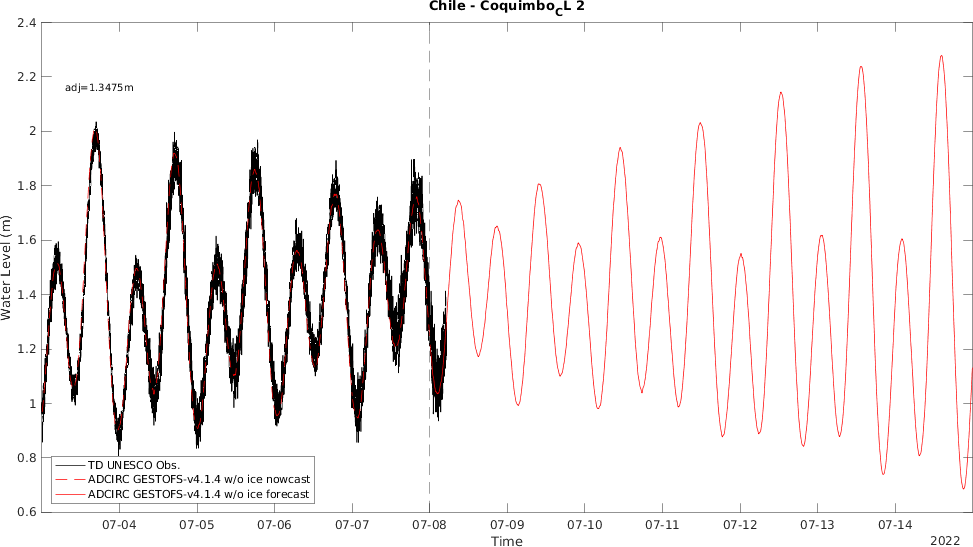 Chile - Coquimbo_CL 2
adj=1.3475m
Water Level (m)
2.4
2.2
2
1.8
1.6
1.4
1.2
1
0.8
0.6
TD UNESCO Obs.
ADCIRC GESTOFS-v4.1.4 w/o ice nowcast
ADCIRC GESTOFS-v4.1.4 w/o ice forecast
07-04 07-05 07-06 07-07 07-08 07-09 07-10 07-11 07-12 07-13 07-14
Time
2022